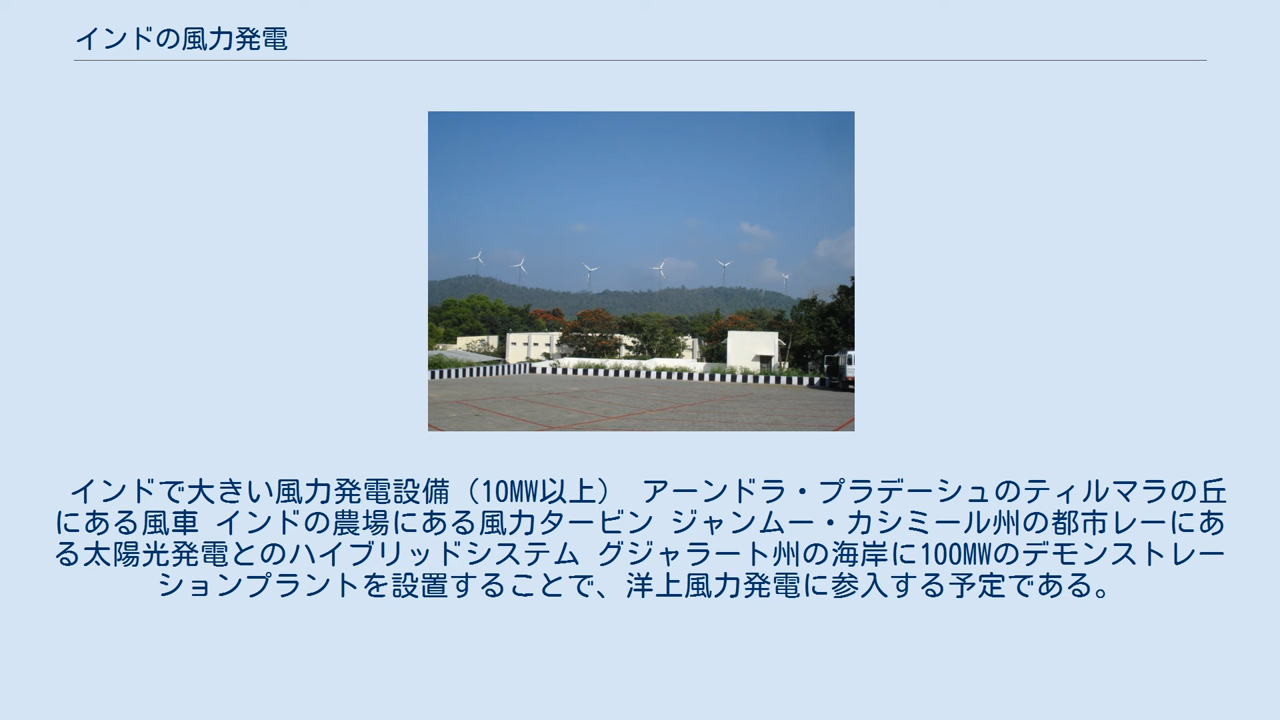 インドの風力発電
インドで大きい風力発電設備（10MW以上） アーンドラ・プラデーシュのティルマラの丘
にある風車 インドの農場にある風力タービン ジャンムー・カシミール州の都市レーにあ
る太陽光発電とのハイブリッドシステム グジャラート州の海岸に100MWのデモンストレー
ションプラントを設置することで、洋上風力発電に参入する予定である。